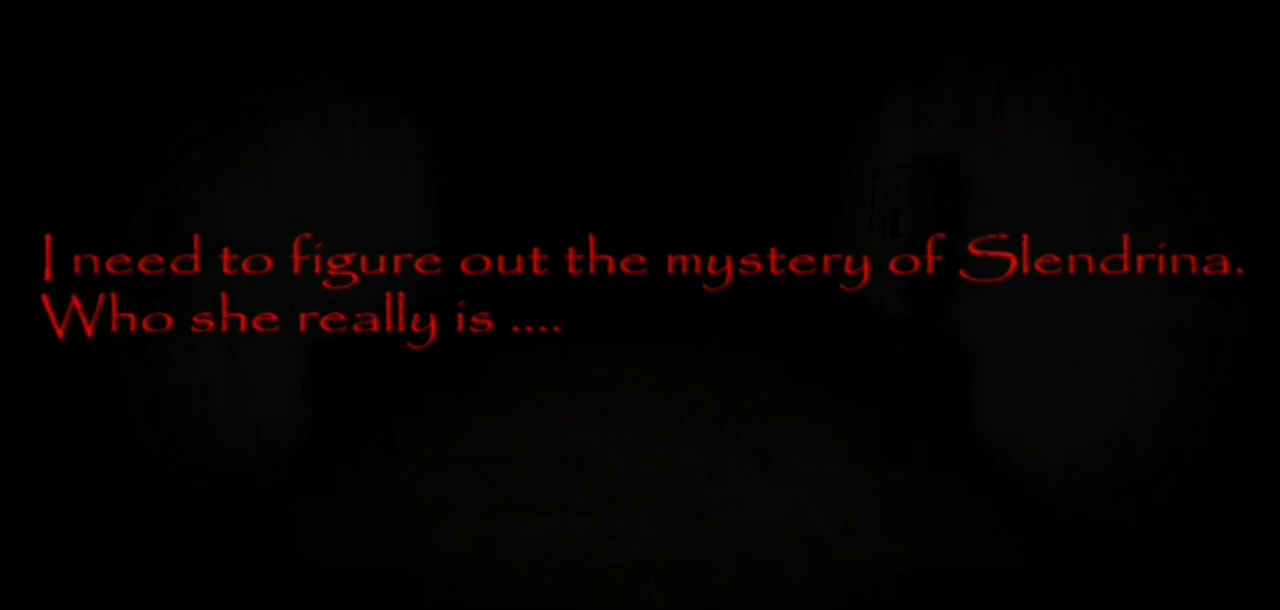 I need to figure out the mystery of Slendrina.
Who she really is ....